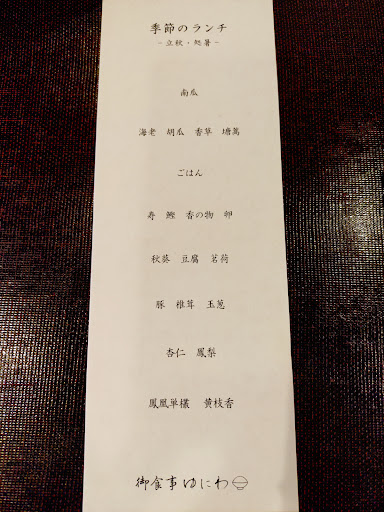 季節のランチ
- 立秋・処暑 -
南瓜
海老 胡瓜 香草 塘蒿
ごはん
寿 鰹 香の物 卵
秋葵 豆腐 茗荷
豚 椎茸 玉葱
杏仁 鳳梨
鳳凰単欉 黄枝香
御食事ゆにわ